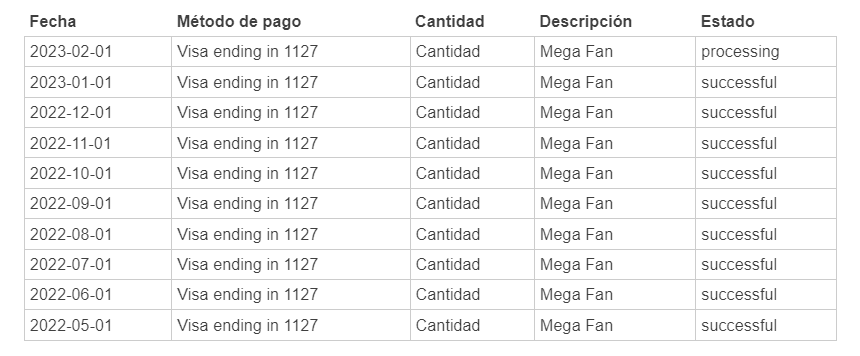 Fecha Método de pago Cantidad Descripción Estado
2023-02-01 Visa ending in 1127 Cantidad Mega Fan processing
2023-01-01 Visa ending in 1127 Cantidad Mega Fan successful
2022-12-01 Visa ending in 1127 Cantidad Mega Fan successful
2022-11-01 Visa ending in 1127 Cantidad Mega Fan successful
2022-10-01 Visa ending in 1127 Cantidad Mega Fan successful
2022-09-01 Visa ending in 1127 Cantidad Mega Fan successful
2022-08-01 Visa ending in 1127 Cantidad Mega Fan successful
2022-07-01 Visa ending in 1127 Cantidad Mega Fan successful
2022-06-01 Visa ending in 1127 Cantidad Mega Fan successful
2022-05-01 Visa ending in 1127 Cantidad Mega Fan successful